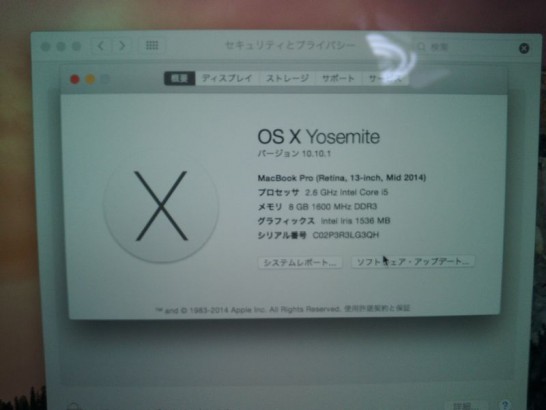 セキュリティとプライバシー
検索
概要 ディスプレイ ストレージ サポート
OS X Yosemite
バージョン 10.10.1
MacBook Pro (Retina, 13-inch, Mid 2014)
プロセッサ 2.6 GHz Intel Core i5
メモリ 8 GB 1600 MHz DDR3
グラフィックス Intel Iris 1536 MB
シリアル番号 C02P3R3LG3QH
システムレポート... ソフトウェア・アップデート...
™ and © 1983-2014 Apple Inc. All Rights Reserved. 使用許諾契約と保証
?